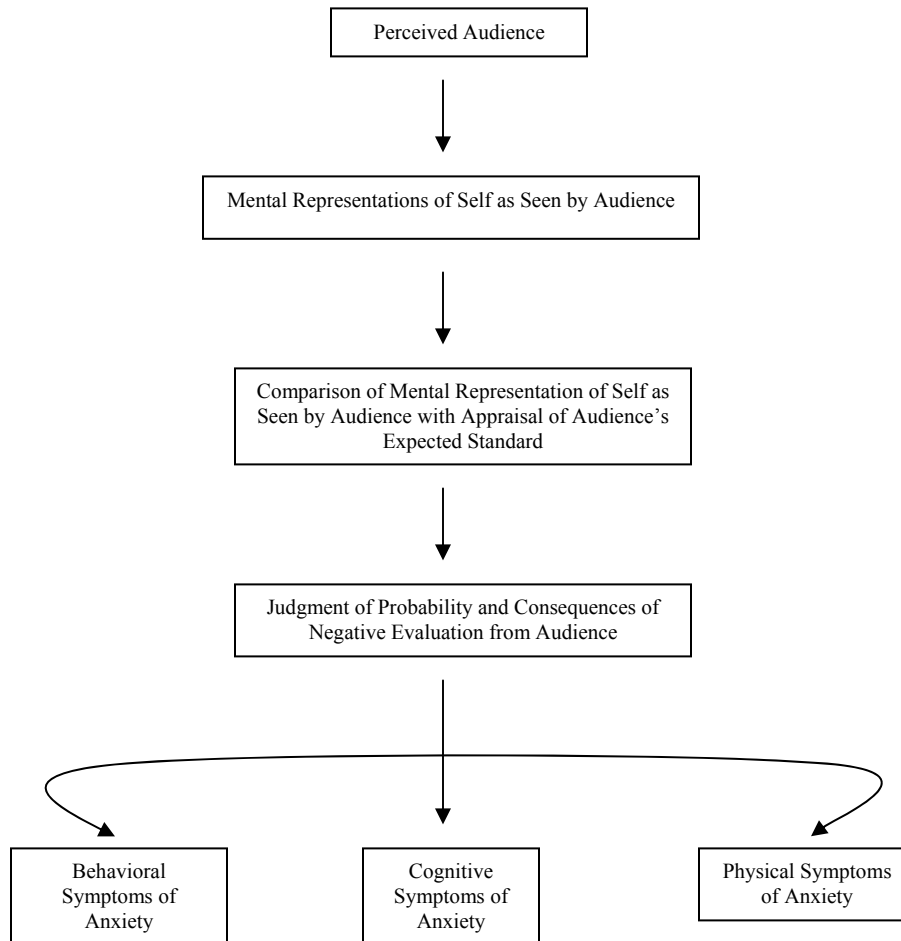 Perceived Audience
Mental Representations of Self as Seen by Audience
Comparison of Mental Representation of Self as
Seen by Audience with Appraisal of Audience’s
Expected Standard
Judgment of Probability and Consequences of
Negative Evaluation from Audience
Behavioral
Symptoms of
Anxiety
Cognitive
Symptoms of
Anxiety
Physical Symptoms
of Anxiety